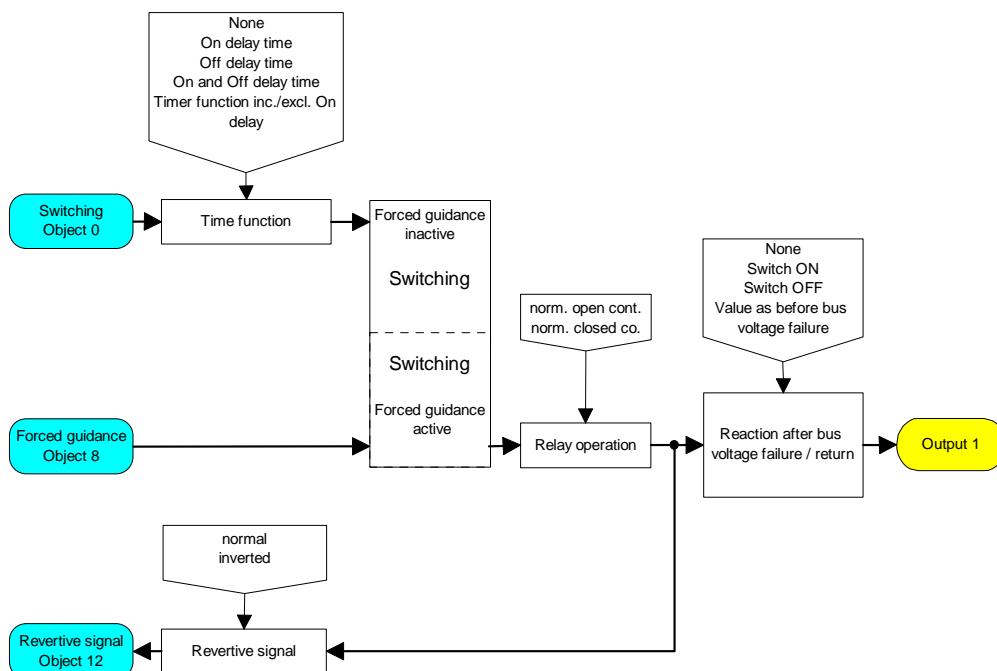 None
On delay time
Off delay time
On and Off delay time
Timer function inc./excl. On
delay
Switching
Object 0
Time function
Forced guidance
inactive
Switching
Switching
Forced guidance
active
None
Switch ON
Switch OFF
Value as before bus
voltage failure
norm. open cont.
norm. closed co.
Forced guidance
Object 8
Relay operation
Reaction after bus
voltage failure / return
Output 1
normal
inverted
Revertive signal
Object 12
Revertive signal